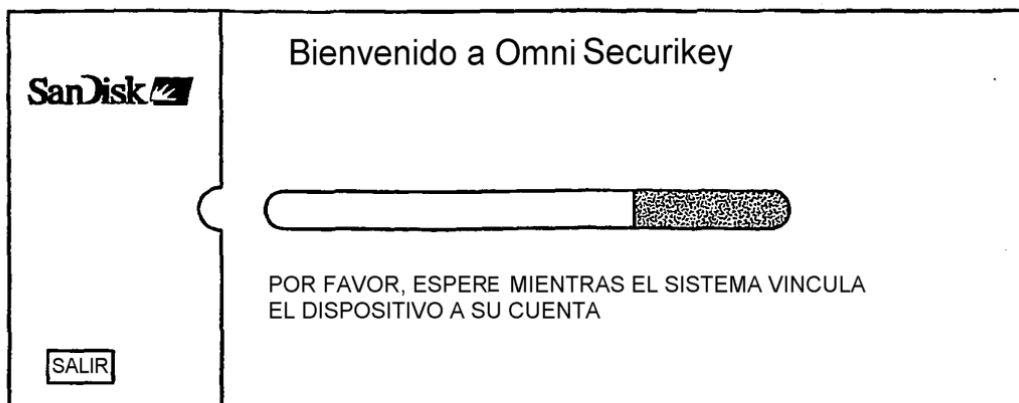 Bienvenido a Omni Securikey
SanDisk
POR FAVOR, ESPERE MIENTRAS EL SISTEMA VINCULA
EL DISPOSITIVO A SU CUENTA
SALIR